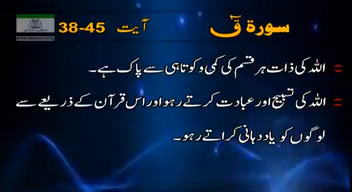 سورة قٓ آیت 38-45
اللہ کی ذات ہر قسم کی کمی و کوتاہی سے پاک ہے۔
اللہ کی تسبیح اور عبادت کرتے رہو اور اس قرآن کے ذریعے سے
لوگوں کو یاد دہانی کراتے رہو۔